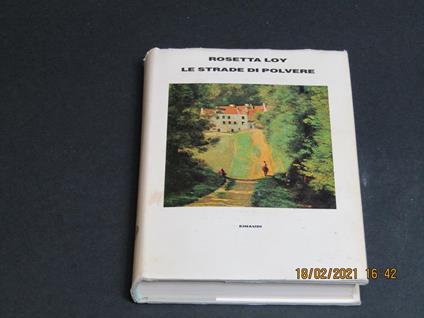 ROSETTA LOY
LE STRADE DI POLVERE
EINAUDI
18/02/2021 16:42